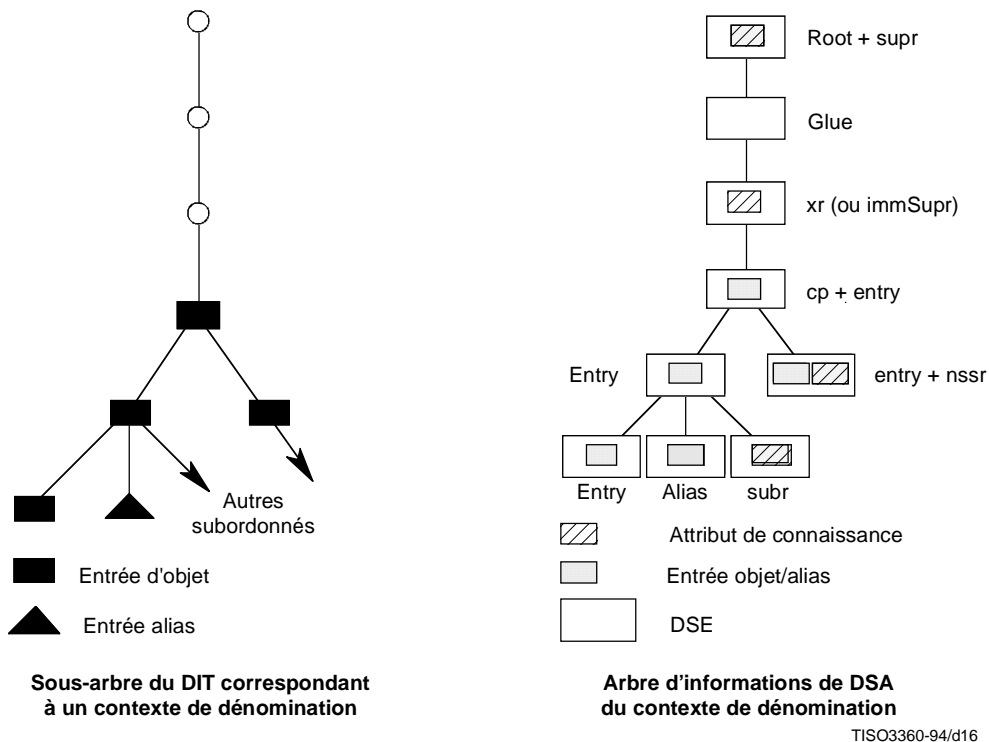 Root + supr
Glue
xr (ou immSupr)
cp + entry
Entry
entry + nssr
Entry
Alias
subr
Autres
subordonnés
Entrée d'objet
Entrée alias
Attribut de connaissance
Entrée objet/alias
DSE
Sous-arbre du DIT correspondant
à un contexte de dénomination
Arbre d'informations de DSA
du contexte de dénomination
TISO3360-94/d16